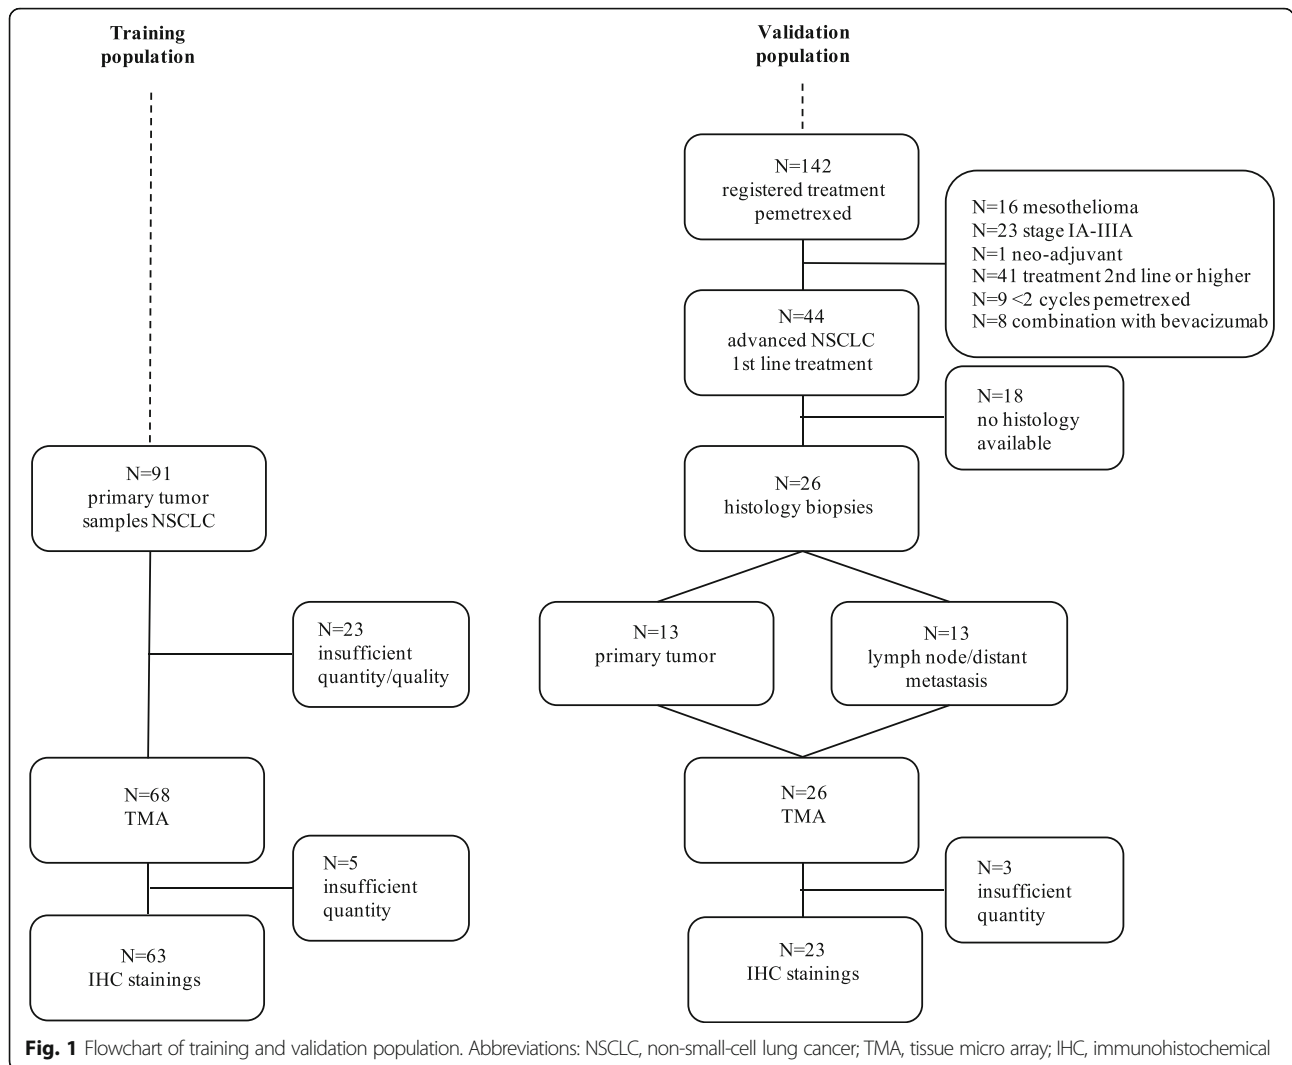 Training
population
N=91
primary tumor
samples NSCLC
N=23
insufficient
quantity/quality
N=68
TMA
N=5
insufficient
quantity
N=63
IHC stainings
Validation
population
N=142
registered treatment
pemetrexed
N=16 mesothelioma
N=23 stage IA-IIIA
N=1 neo-adjuvant
N=41 treatment 2nd line or higher
N=9 <2 cycles pemetrexed
N=8 combination with bevacizumab
N=44
advanced NSCLC
1st line treatment
N=18
no histology
available
N=26
histology biopsies
N=13
primary tumor
N=13
lymph node/distant
metastasis
N=26
TMA
N=3
insufficient
quantity
N=23
IHC stainings
Fig. 1 Flowchart of training and validation population. Abbreviations: NSCLC, non-small-cell lung cancer; TMA, tissue micro array; IHC, immunohistochemical